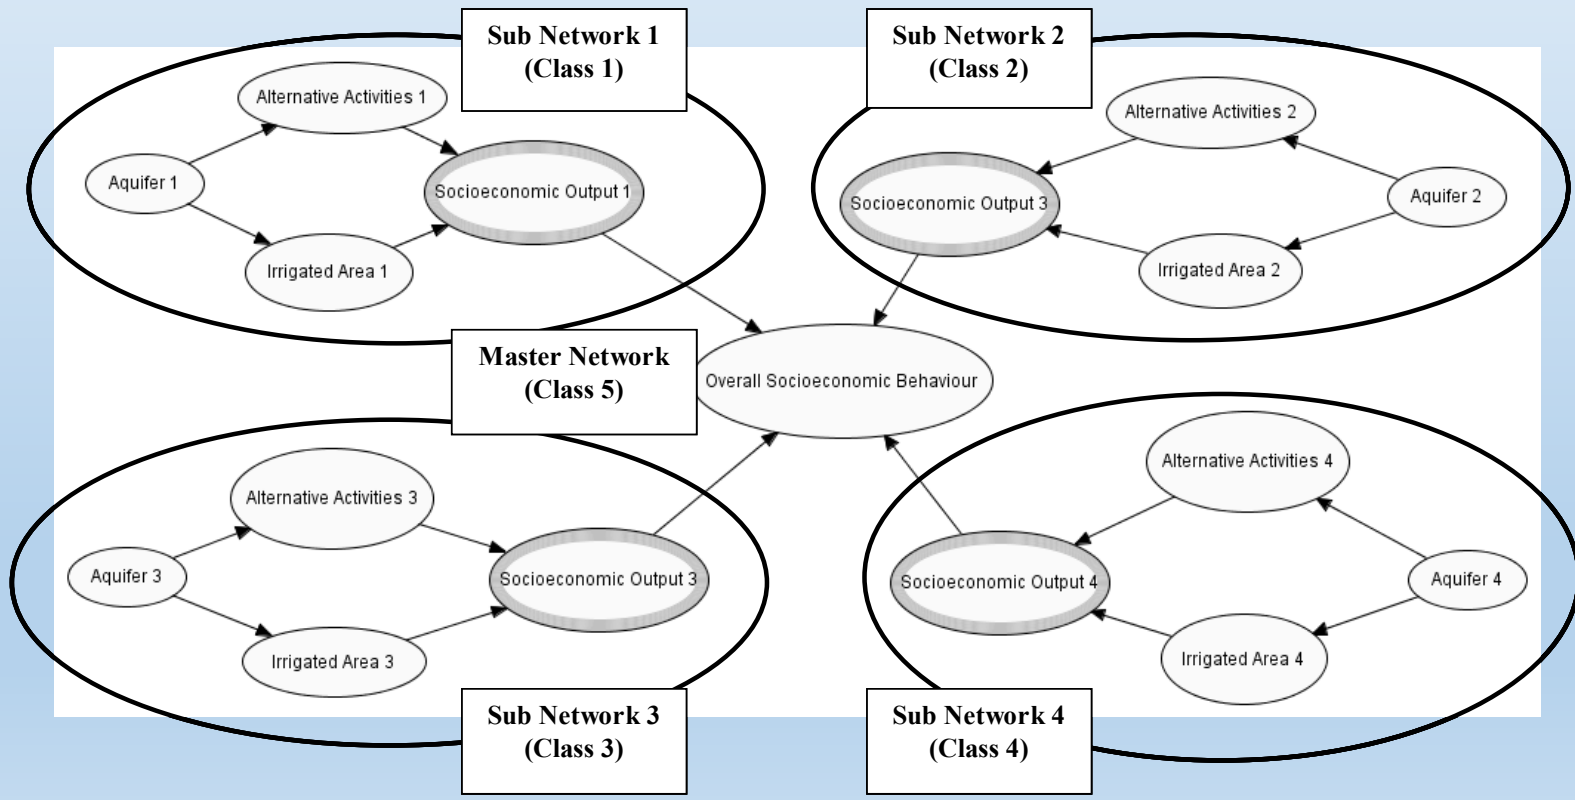 Sub Network 1
(Class 1)
Alternative Activities 1
Aquifer 1
Socioeconomic Output 1
Irrigated Area 1
Sub Network 2
(Class 2)
Alternative Activities 2
Socioeconomic Output 3
Aquifer 2
Irrigated Area 2
Master Network
(Class 5)
Overall Socioeconomic Behaviour
Alternative Activities 3
Aquifer 3
Socioeconomic Output 3
Irrigated Area 3
Sub Network 3
(Class 3)
Alternative Activities 4
Socioeconomic Output 4
Aquifer 4
Irrigated Area 4
Sub Network 4
(Class 4)